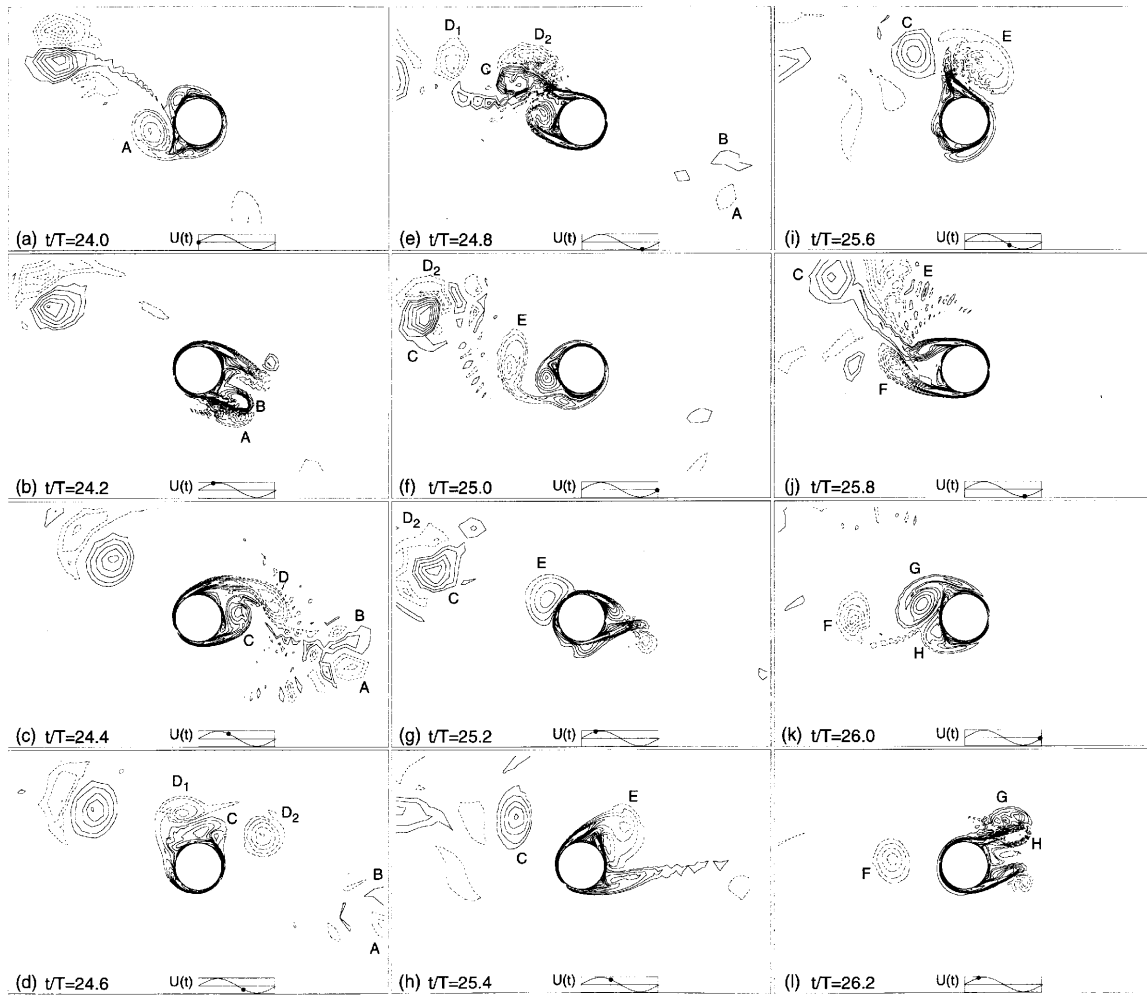 A
(a) t/T=24.0 U(t)
B
A
(b) t/T=24.2 U(t)
D
B
C
A
(c) t/T=24.4 U(t)
D1
C
D2
B
A
(d) t/T=24.6 U(t)
D1
D2
C
B
A
(e) t/T=24.8 U(t)
D2
E
C
(f) t/T=25.0 U(t)
D2
E
C
(g) t/T=25.2 U(t)
E
C
(h) t/T=25.4 U(t)
C
E
(i) t/T=25.6 U(t)
C
E
F
(j) t/T=25.8 U(t)
G
F
H
(k) t/T=26.0 U(t)
G
H
F
(l) t/T=26.2 U(t)